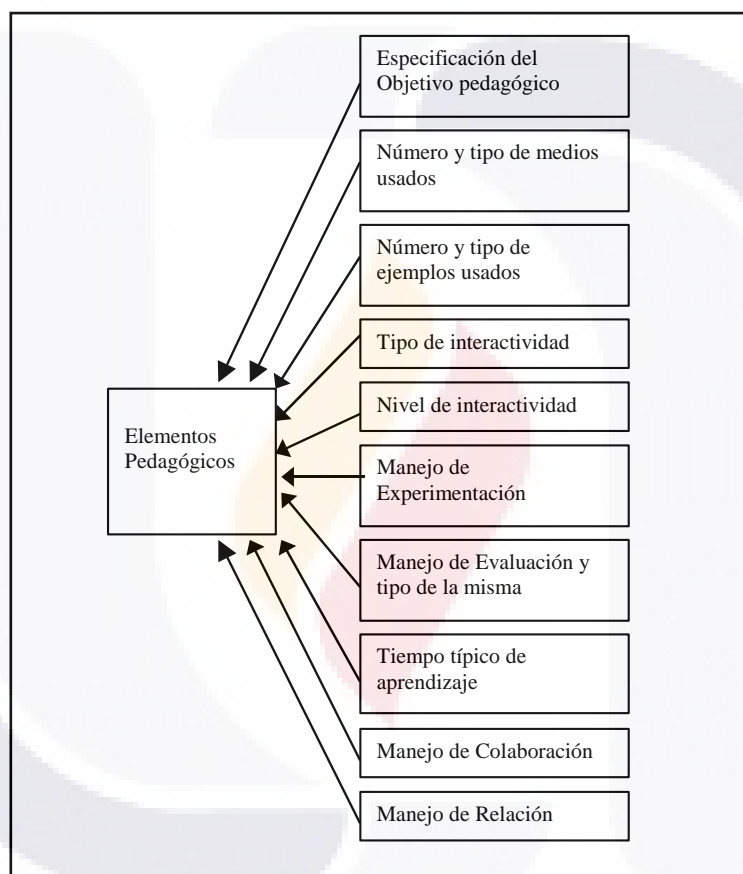 Especificación del
Objetivo pedagógico
Número y tipo de medios
usados
Número y tipo de
ejemplos usados
Tipo de interactividad
Nivel de interactividad
Elementos
Pedagógicos
Manejo de
Experimentación
Manejo de Evaluación y
tipo de la misma
Tiempo típico de
aprendizaje
Manejo de Colaboración
Manejo de Relación